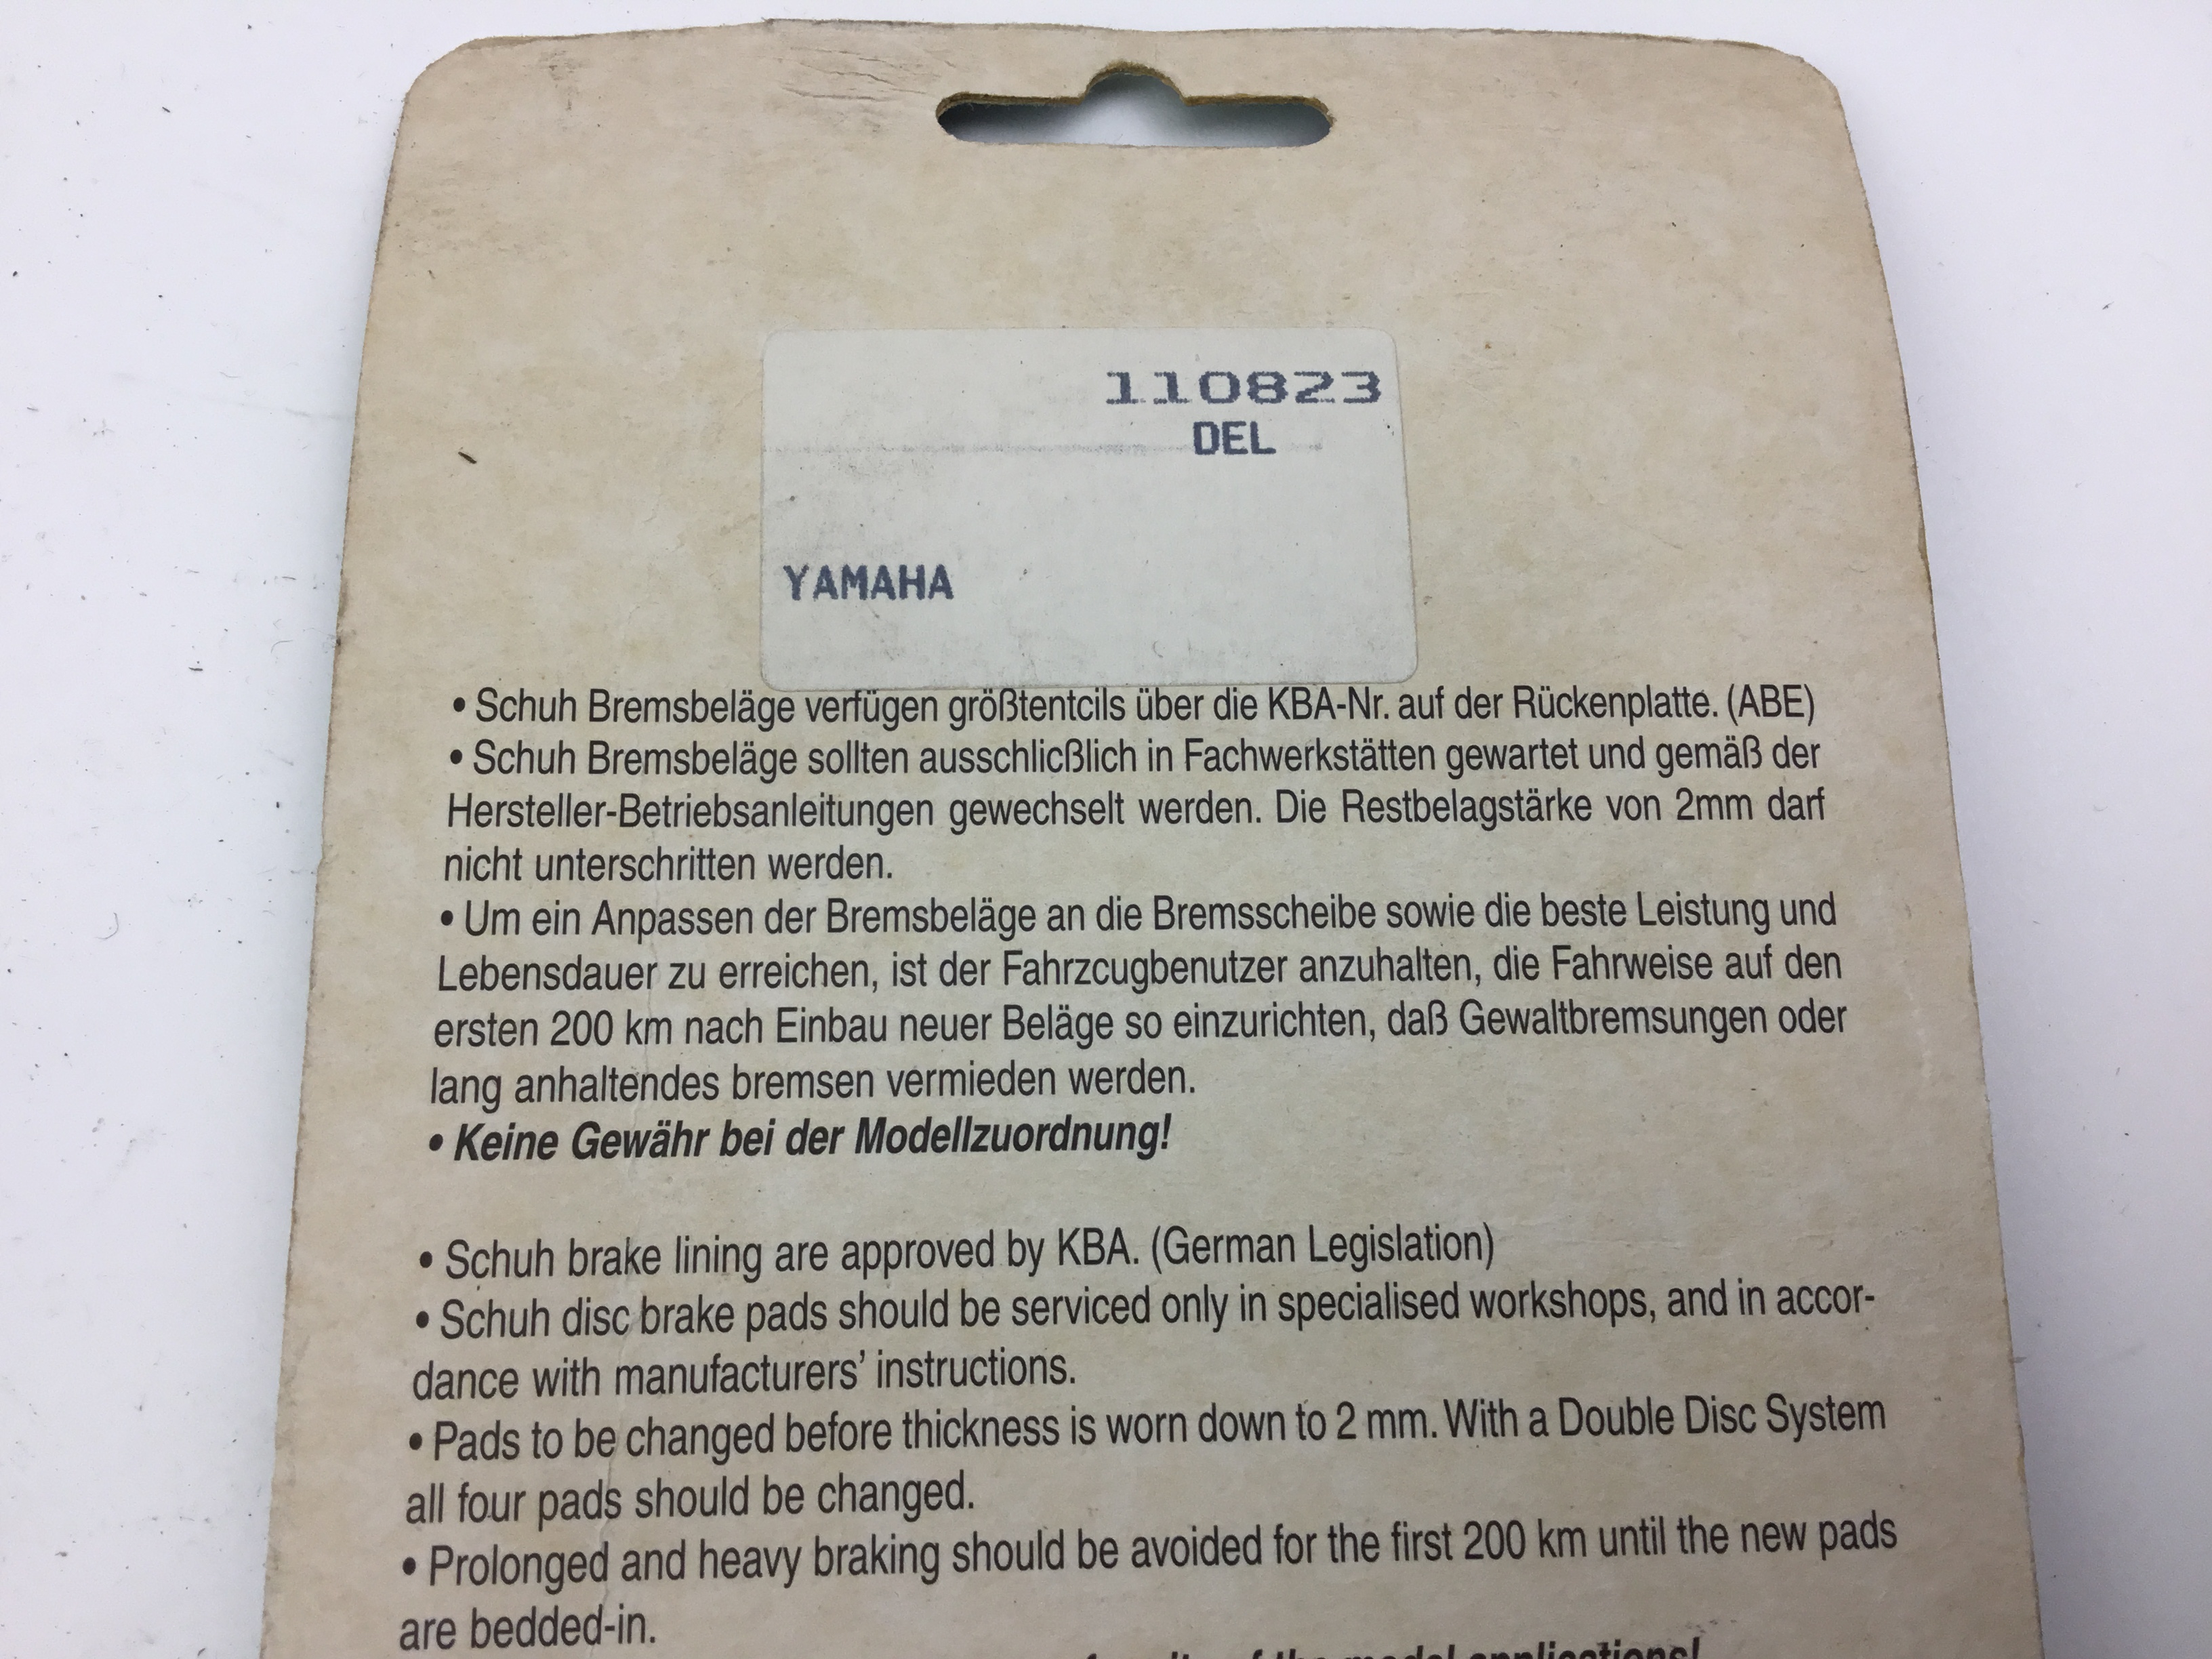 110823
DEL
YAMAHA
• Schuh Bremsbeläge verfügen größtentcils über die KBA-Nr. auf der Rückenplatte. (ABE)
• Schuh Bremsbeläge sollten ausschlicßlich in Fachwerkstätten gewartet und gemäß der
Hersteller-Betriebsanleitungen gewechselt werden. Die Restbelagstärke von 2mm darf
nicht unterschritten werden.
• Um ein Anpassen der Bremsbeläge an die Bremsscheibe sowie die beste Leistung und
Lebensdauer zu erreichen, ist der Fahrzcugbenutzer anzuhalten, die Fahrweise auf den
ersten 200 km nach Einbau neuer Beläge so einzurichten, daß Gewaltbremsungen oder
lang anhaltendes bremsen vermieden werden.
• Keine Gewähr bei der Modellzuordnung!
• Schuh brake lining are approved by KBA. (German Legislation)
• Schuh disc brake pads should be serviced only in specialised workshops, and in accor-
dance with manufacturers' instructions.
• Pads to be changed before thickness is worn down to 2 mm. With a Double Disc System
all four pads should be changed.
• Prolonged and heavy braking should be avoided for the first 200 km until the new pads
are bedded-in.
of the model applications!